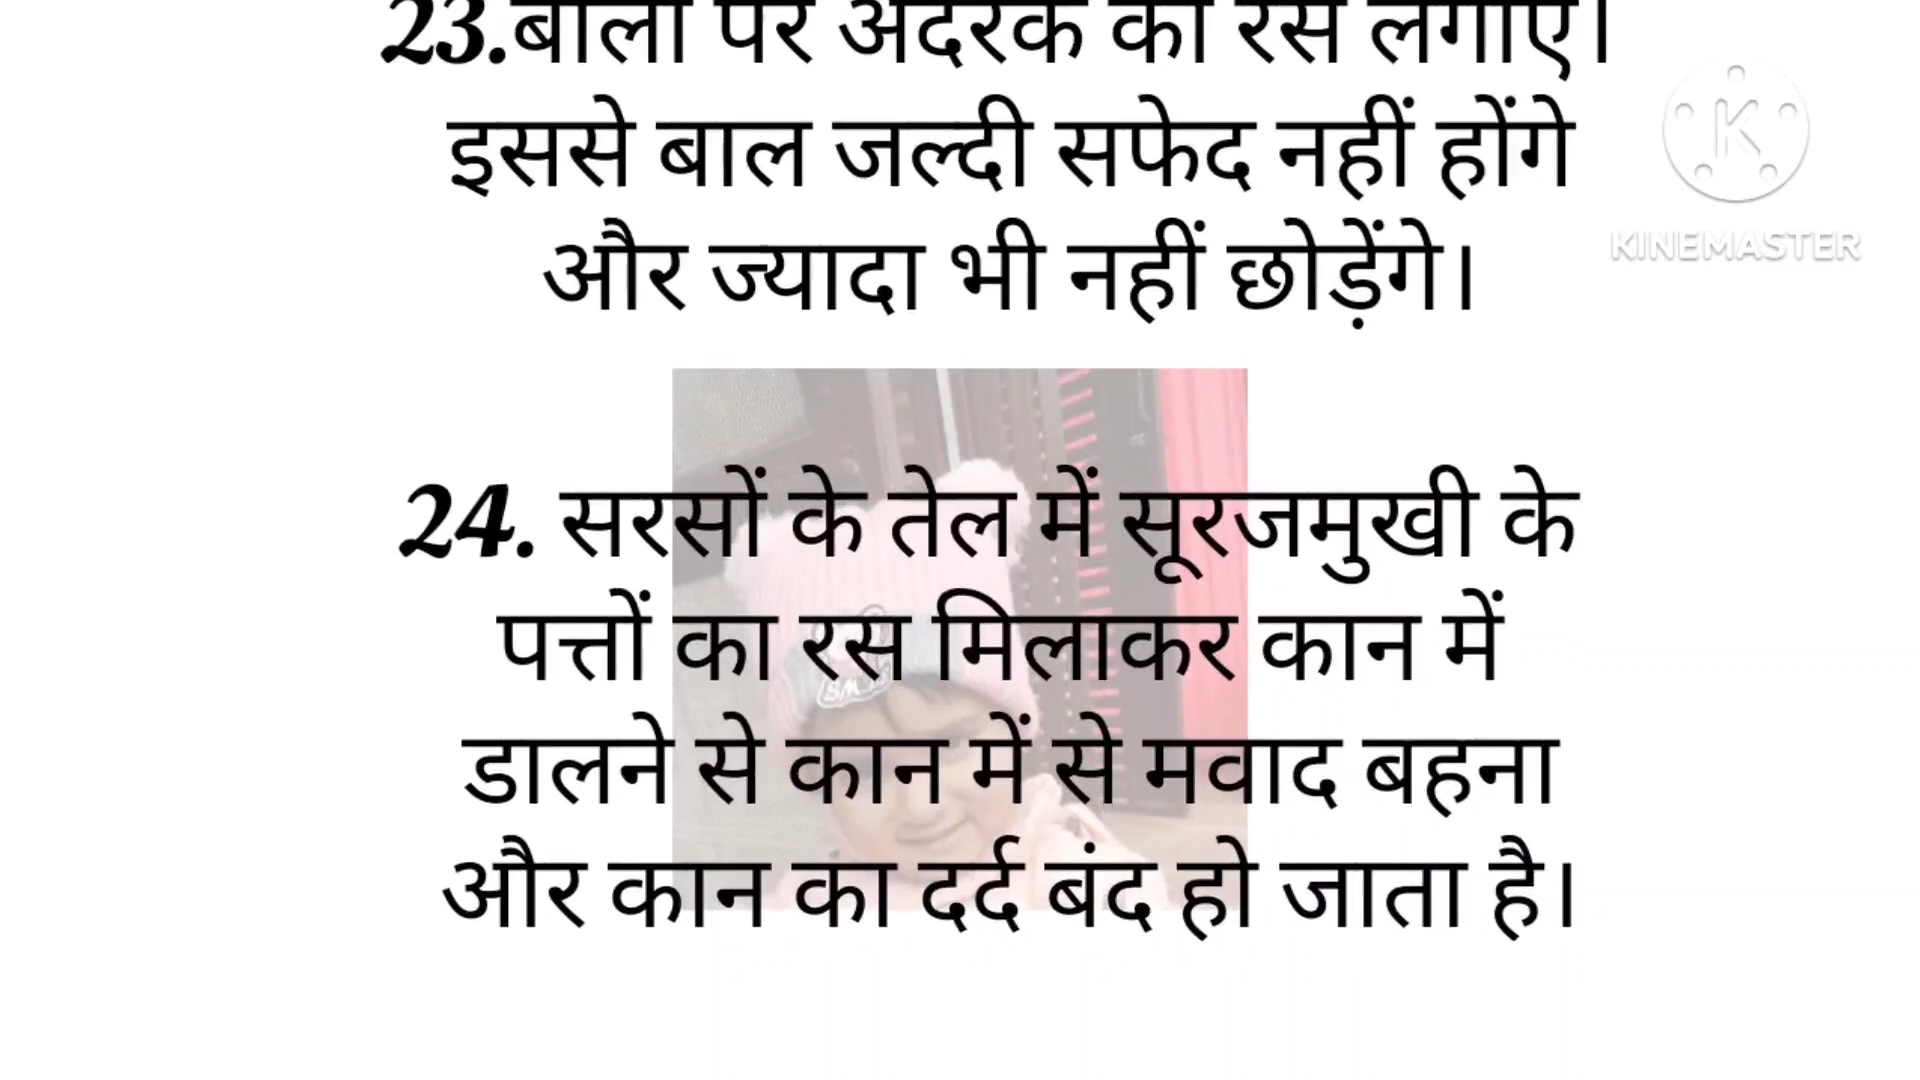 23.बालों पर अदरक का रस लगाएं।
इससे बाल जल्दी सफेद नहीं होंगे
और ज्यादा भी नहीं छोड़ेंगे।
KINEMASTER
24. सरसों के तेल में सूरजमुखी के
पत्तों का रस मिलाकर कान में
डालने से कान में से मवाद बहना
और कान का दर्द बंद हो जाता है।